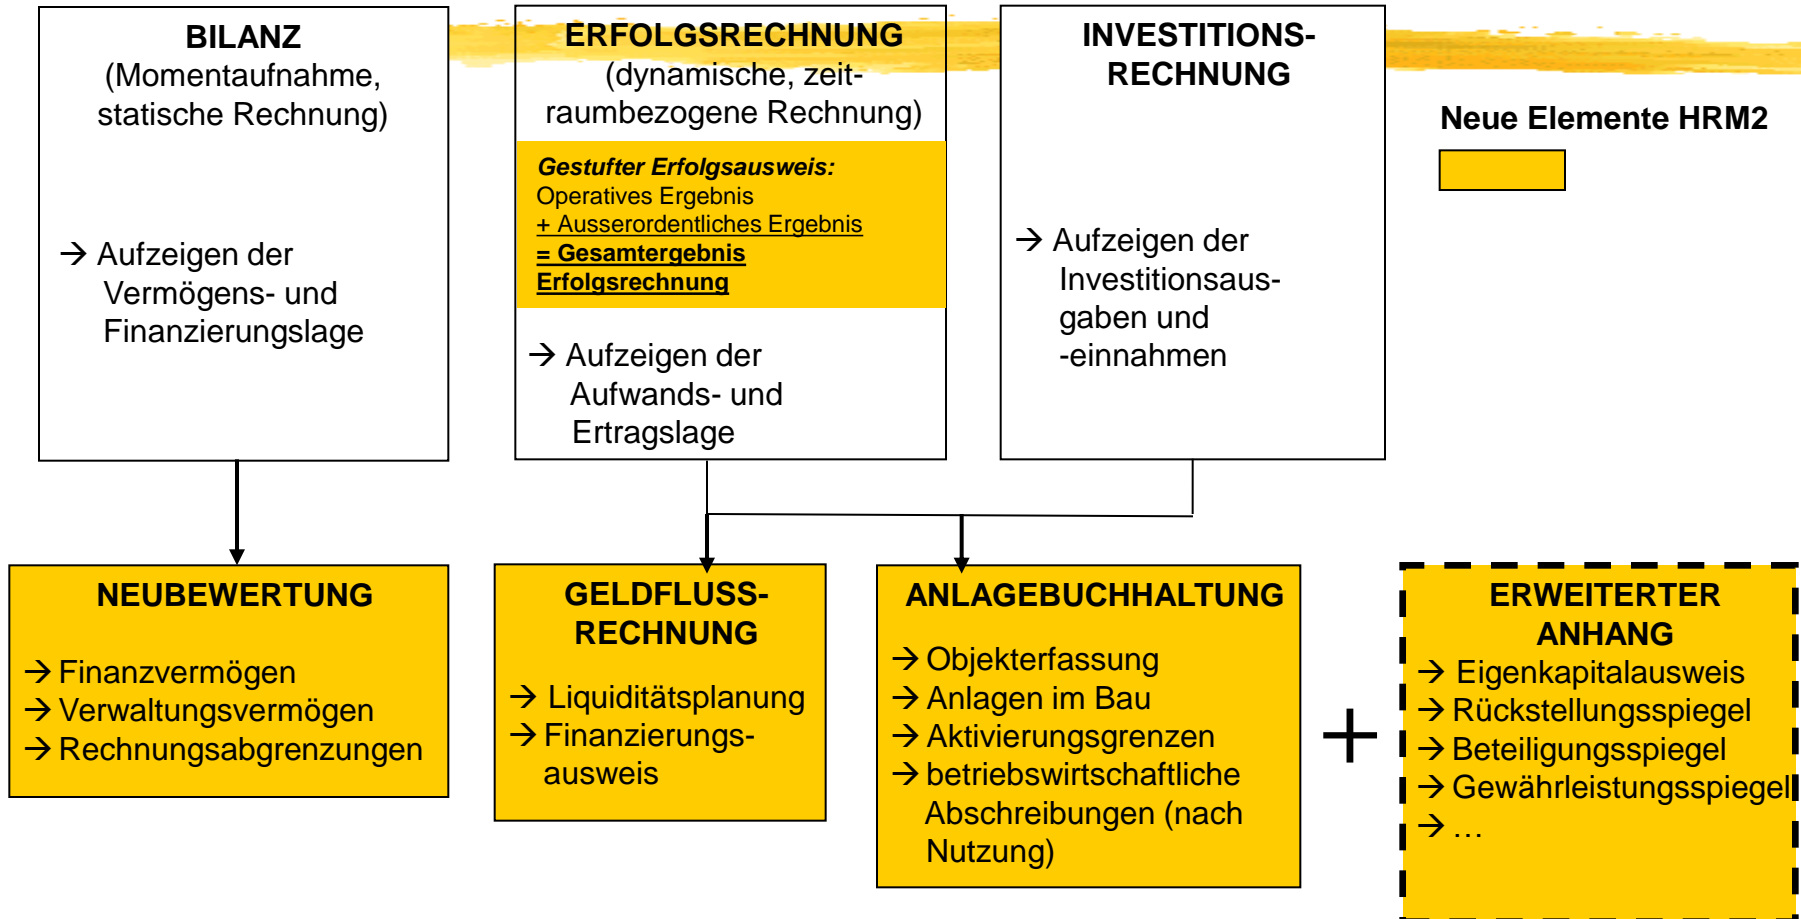 BILANZ
(Momentaufnahme,
statische Rechnung)
→ Aufzeigen der
Vermögens- und
Finanzierungslage
ERFOLGSRECHNUNG
(dynamische, zeit-
raumbezogene Rechnung)
Gestufter Erfolgsausweis:
Operatives Ergebnis
+ Ausserordentliches Ergebnis
= Gesamtergebnis
Erfolgsrechnung
→ Aufzeigen der
Aufwands- und
Ertragslage
INVESTITIONS-
RECHNUNG
→ Aufzeigen der
Investitionsaus-
gaben und
-einnahmen
Neue Elemente HRM2
NEUBEWERTUNG
→ Finanzvermögen
→ Verwaltungsvermögen
→ Rechnungsabgrenzungen
GELDFLUSS-
RECHNUNG
→ Liquiditätsplanung
→ Finanzierungs-
ausweis
ANLAGEBUCHHALTUNG
→ Objekterfassung
→ Anlagen im Bau
→ Aktivierungsgrenzen
→ betriebswirtschaftliche
Abschreibungen (nach
Nutzung)
+
ERWEITERTER
ANHANG
→ Eigenkapitalausweis
→ Rückstellungsspiegel
→ Beteiligungsspiegel
→ Gewährleistungsspiegel
→ …